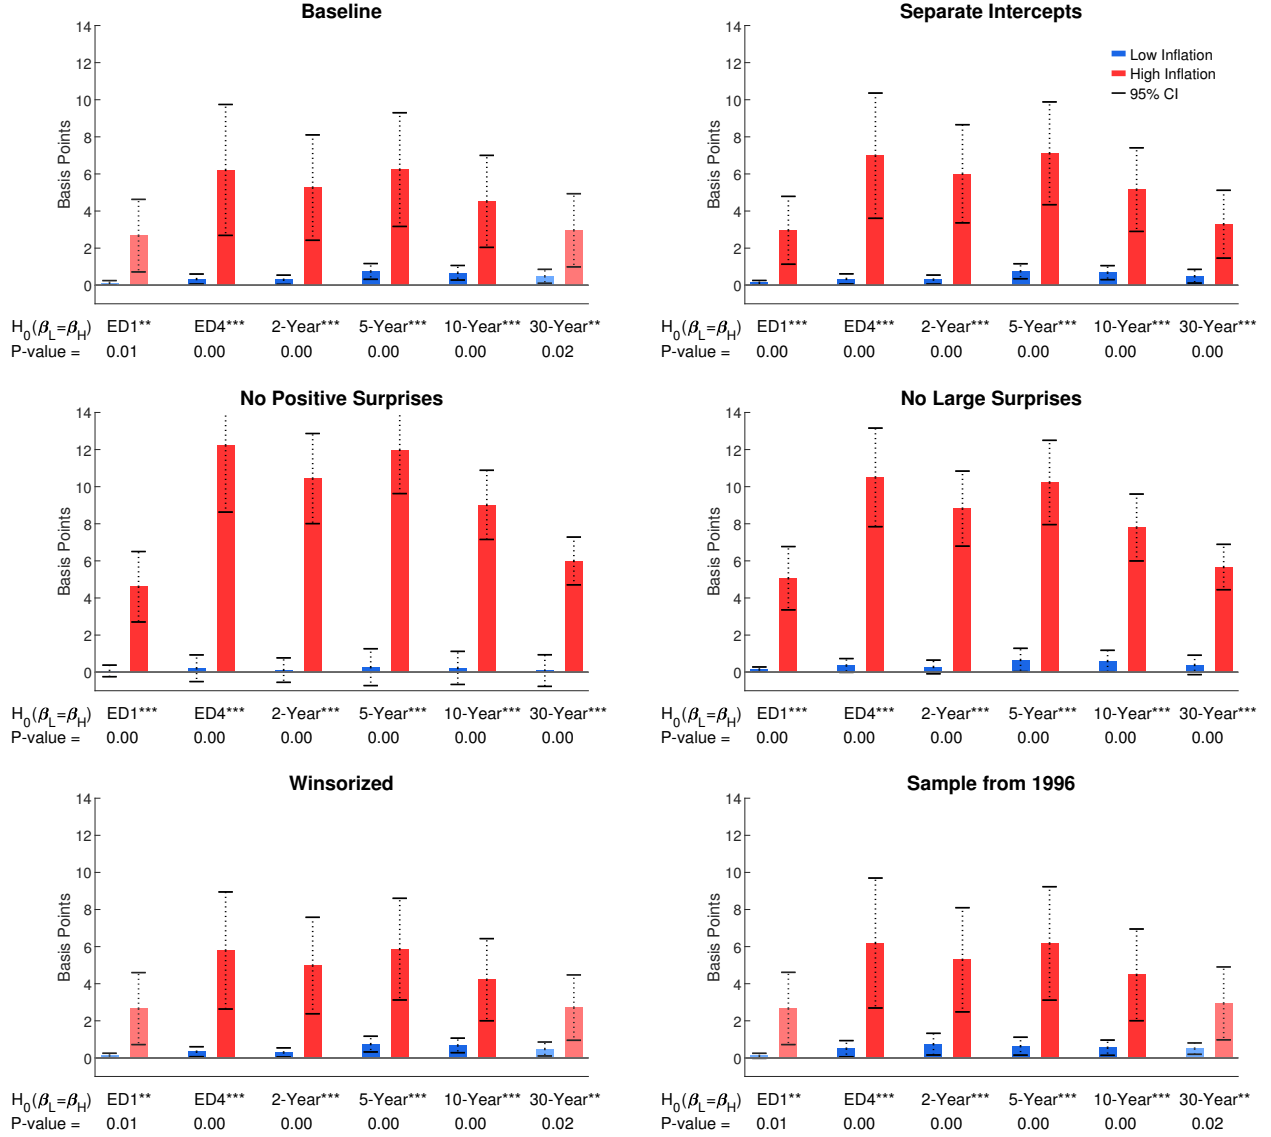 Baseline
14
12
10
8
6
4
2
0
Basis Points
H0(βL=βH) ED1** ED4*** 2-Year*** 5-Year*** 10-Year*** 30-Year**
P-value = 0.01 0.00 0.00 0.00 0.00 0.02
Separate Intercepts
14
12
10
8
6
4
2
0
Basis Points
Low Inflation
High Inflation
95% CI
H0(βL=βH) ED1*** ED4*** 2-Year*** 5-Year*** 10-Year*** 30-Year***
P-value = 0.00 0.00 0.00 0.00 0.00 0.00
No Positive Surprises
14
12
10
8
6
4
2
0
Basis Points
H0(βL=βH) ED1*** ED4*** 2-Year*** 5-Year*** 10-Year*** 30-Year***
P-value = 0.00 0.00 0.00 0.00 0.00 0.00
No Large Surprises
14
12
10
8
6
4
2
0
Basis Points
H0(βL=βH) ED1*** ED4*** 2-Year*** 5-Year*** 10-Year*** 30-Year***
P-value = 0.00 0.00 0.00 0.00 0.00 0.00
Winsorized
14
12
10
8
6
4
2
0
Basis Points
H0(βL=βH) ED1** ED4*** 2-Year*** 5-Year*** 10-Year*** 30-Year**
P-value = 0.01 0.00 0.00 0.00 0.00 0.02
Sample from 1996
14
12
10
8
6
4
2
0
Basis Points
H0(βL=βH) ED1** ED4*** 2-Year*** 5-Year*** 10-Year*** 30-Year**
P-value = 0.01 0.00 0.00 0.00 0.00 0.02